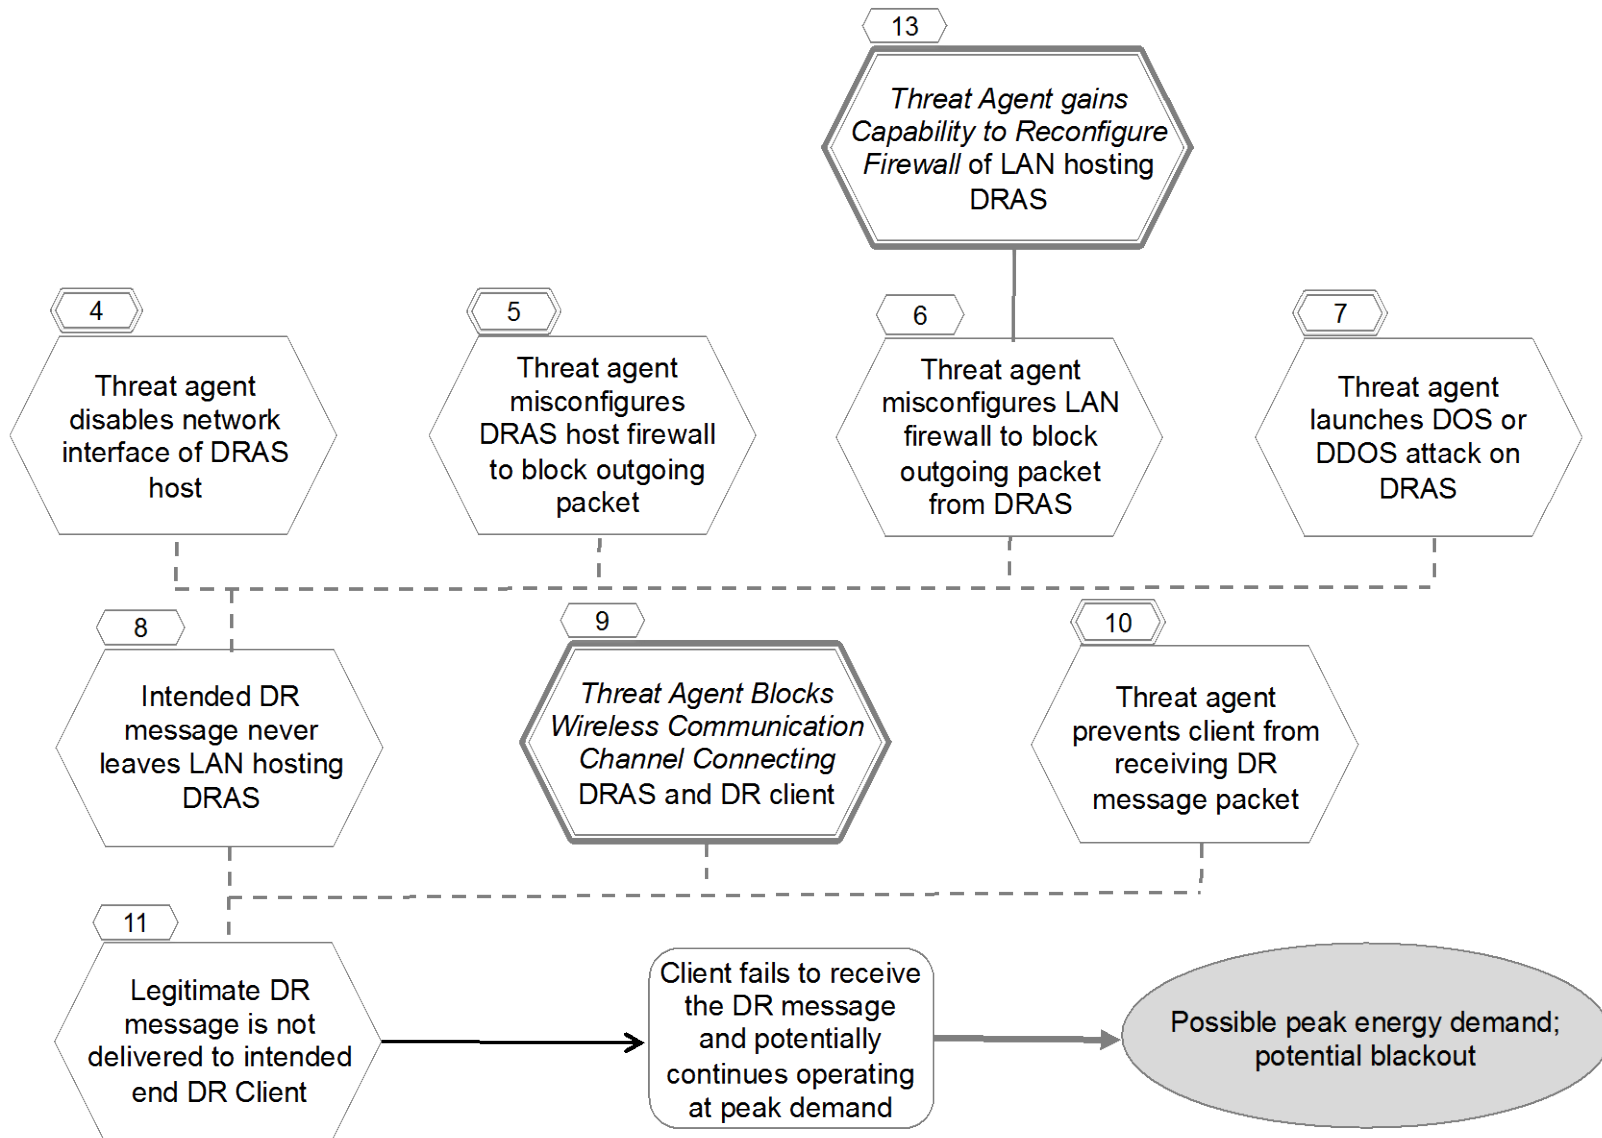 13
Threat Agent gains
Capability to Reconfigure
Firewall of LAN hosting
DRAS
4
Threat agent
disables network
interface of DRAS
host
5
Threat agent
misconfigures
DRAS host firewall
to block outgoing
packet
6
Threat agent
misconfigures LAN
firewall to block
outgoing packet
from DRAS
7
Threat agent
launches DOS or
DDOS attack on
DRAS
8
Intended DR
message never
leaves LAN hosting
DRAS
9
Threat Agent Blocks
Wireless Communication
Channel Connecting
DRAS and DR client
10
Threat agent
prevents client from
receiving DR
message packet
11
Legitimate DR
message is not
delivered to intended
end DR Client
Client fails to receive
the DR message
and potentially
continues operating
at peak demand
Possible peak energy demand;
potential blackout